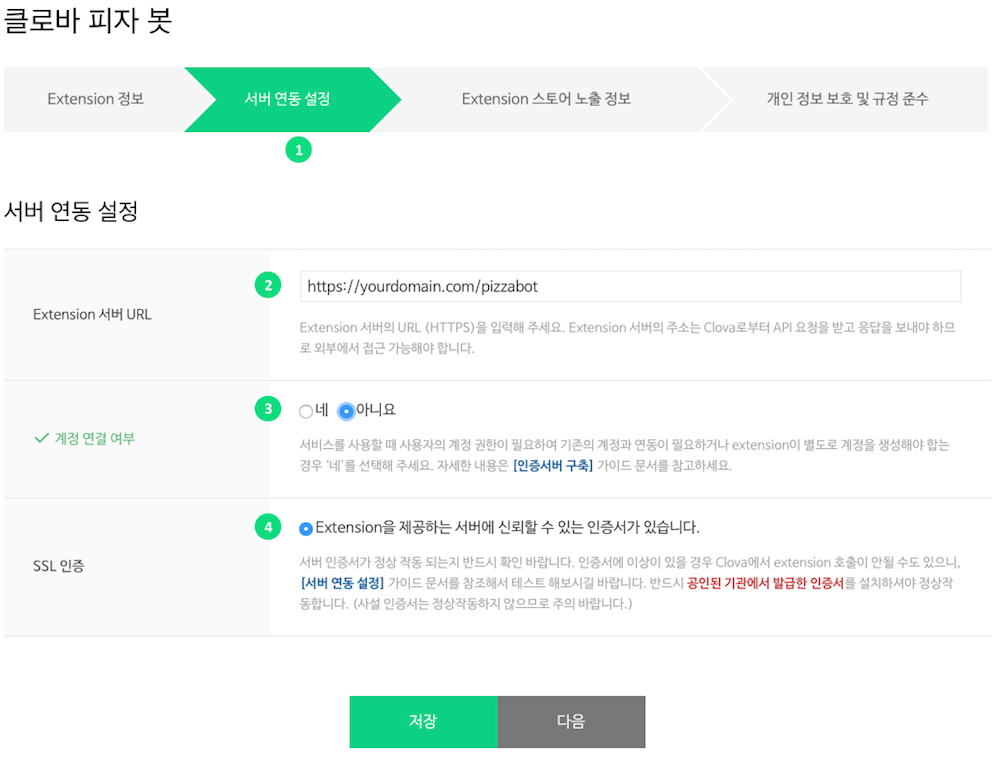 클로바 피자 봇
Extension 정보
서버 연동 설정
Extension 스토어 노출 정보
개인 정보 보호 및 규정 준수
1
서버 연동 설정
Extension 서버 URL
2
https://yourdomain.com/pizzabot
Extension 서버의 URL (HTTPS)을 입력해 주세요. Extension 서버의 주소는 Clova로부터 API 요청을 받고 응답을 보내야 하므
로 외부에서 접근 가능해야 합니다.
계정 연결 여부
3
네 아니요
서비스를 사용할 때 사용자의 계정 권한이 필요하여 기존의 계정과 연동이 필요하거나 extension이 별도로 계정을 생성해야 합는
경우 '네'를 선택해 주세요. 자세한 내용은 [인증서버 구축] 가이드 문서를 참고하세요.
SSL 인증
4
Extension을 제공하는 서버에 신뢰할 수 있는 인증서가 있습니다.
서버 인증서가 정상 작동 되는지 반드시 확인 바랍니다. 인증서에 이상이 있을 경우 Clova에서 extension 호출이 안될 수도 있으니,
[서버 연동 설정] 가이드 문서를 참조해서 테스트 해보시길 바랍니다. 반드시 공인된 기관에서 발급한 인증서를 설치하셔야 정상작
동합니다. (사설 인증서는 정상작동하지 않으므로 주의 바랍니다.)
저장
다음